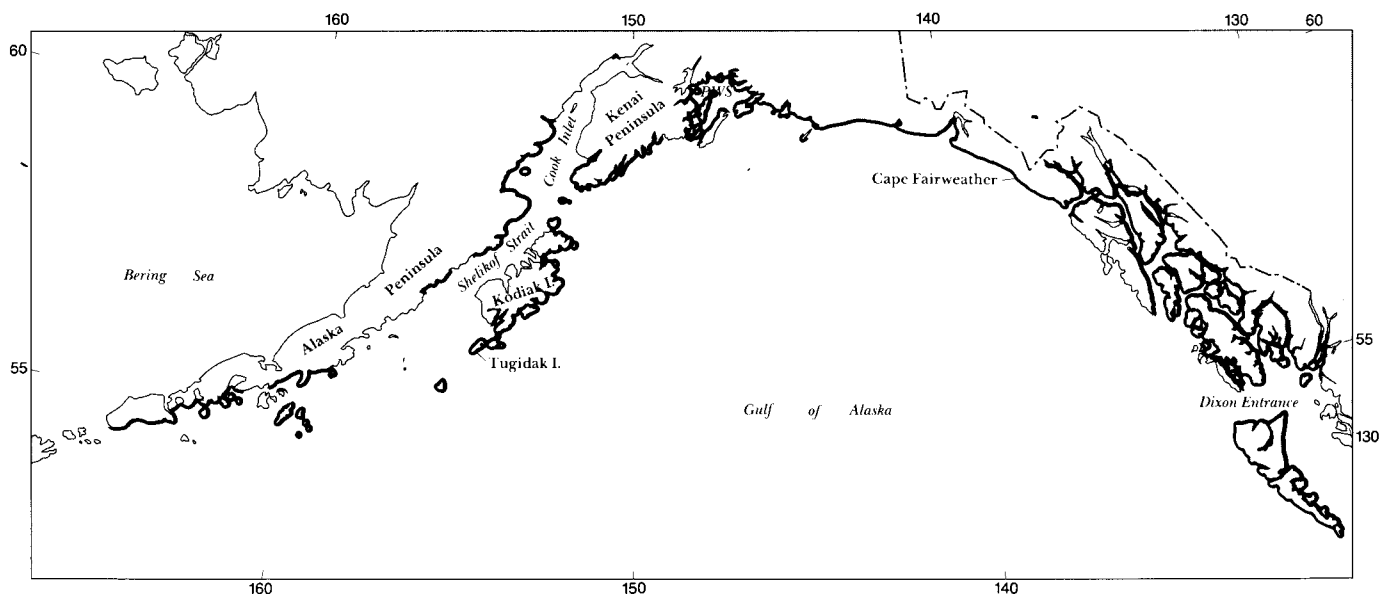 160 150 140 130 60
60
PWS
Kenai
Peninsula
Cook Inlet
Cape Fairweather
Shelikof Strait
Bering Sea
Peninsula
Kodiak I.
Alaska
55
Tugidak I.
55
Gulf of Alaska
Dixon Entrance
130
160 150 140